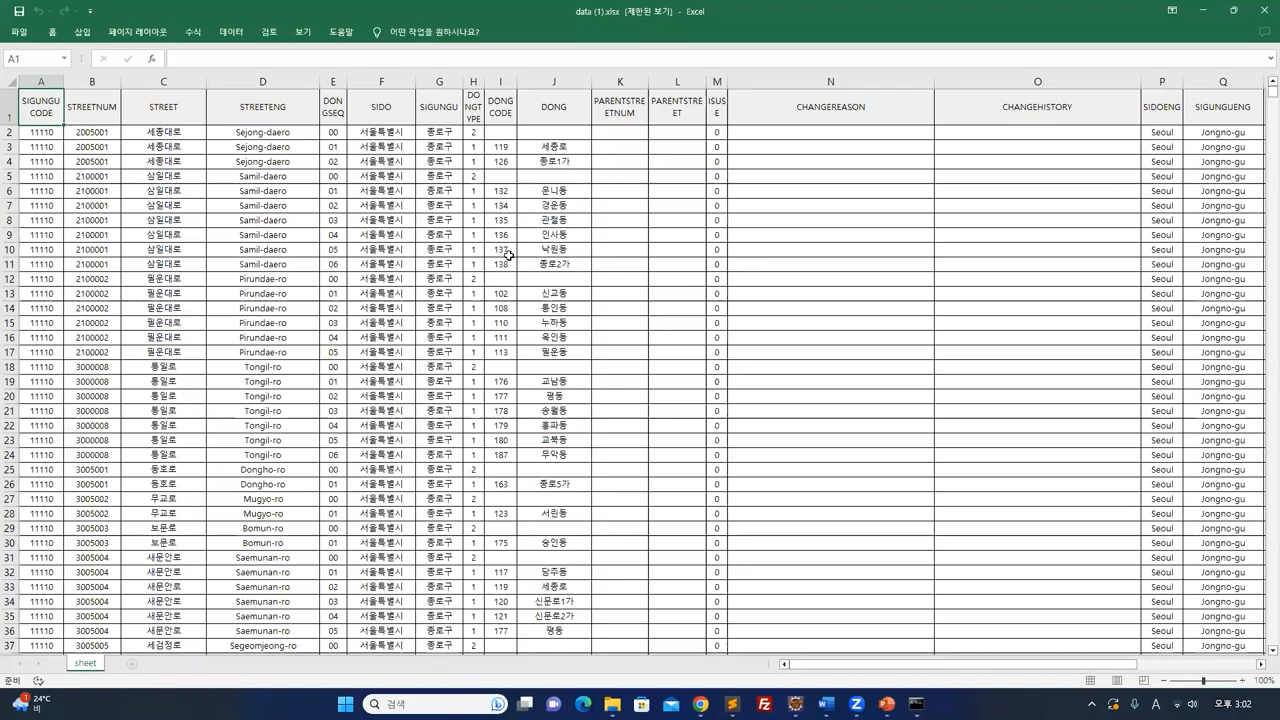 data (1).xlsx [제한된 보기] - Excel
파일 홈 삽입 페이지 레이아웃 수식 데이터 검토 보기 도움말 어떤 작업을 원하시나요?
A1 fx
A B C D E F G H I J K L M N O P Q
1 SIGUNGUCODE STREETNUM STREET STREETENG DONGSEQ SIDO SIGUNGU DONGTYPE DONGCODE DONG PARENTSTREETNUM PARENTSTREET ISUSE CHANGEREASON CHANGEHISTORY SIDOENG SIGUNGUENG
2 11110 2005001 세종대로 Sejong-daero 00 서울특별시 종로구 2 0 Seoul Jongno-gu
3 11110 2005001 세종대로 Sejong-daero 01 서울특별시 종로구 1 119 세종로 0 Seoul Jongno-gu
4 11110 2005001 세종대로 Sejong-daero 02 서울특별시 종로구 1 126 종로1가 0 Seoul Jongno-gu
5 11110 2100001 삼일대로 Samil-daero 00 서울특별시 종로구 2 0 Seoul Jongno-gu
6 11110 2100001 삼일대로 Samil-daero 01 서울특별시 종로구 1 132 운니동 0 Seoul Jongno-gu
7 11110 2100001 삼일대로 Samil-daero 02 서울특별시 종로구 1 134 경운동 0 Seoul Jongno-gu
8 11110 2100001 삼일대로 Samil-daero 03 서울특별시 종로구 1 135 관철동 0 Seoul Jongno-gu
9 11110 2100001 삼일대로 Samil-daero 04 서울특별시 종로구 1 136 인사동 0 Seoul Jongno-gu
10 11110 2100001 삼일대로 Samil-daero 05 서울특별시 종로구 1 137 낙원동 0 Seoul Jongno-gu
11 11110 2100001 삼일대로 Samil-daero 06 서울특별시 종로구 1 138 종로2가 0 Seoul Jongno-gu
12 11110 2100002 필운대로 Pirundae-ro 00 서울특별시 종로구 2 0 Seoul Jongno-gu
13 11110 2100002 필운대로 Pirundae-ro 01 서울특별시 종로구 1 102 신교동 0 Seoul Jongno-gu
14 11110 2100002 필운대로 Pirundae-ro 02 서울특별시 종로구 1 108 통인동 0 Seoul Jongno-gu
15 11110 2100002 필운대로 Pirundae-ro 03 서울특별시 종로구 1 110 누하동 0 Seoul Jongno-gu
16 11110 2100002 필운대로 Pirundae-ro 04 서울특별시 종로구 1 111 옥인동 0 Seoul Jongno-gu
17 11110 2100002 필운대로 Pirundae-ro 05 서울특별시 종로구 1 113 필운동 0 Seoul Jongno-gu
18 11110 3000008 통일로 Tongil-ro 00 서울특별시 종로구 2 0 Seoul Jongno-gu
19 11110 3000008 통일로 Tongil-ro 01 서울특별시 종로구 1 176 교남동 0 Seoul Jongno-gu
20 11110 3000008 통일로 Tongil-ro 02 서울특별시 종로구 1 177 평동 0 Seoul Jongno-gu
21 11110 3000008 통일로 Tongil-ro 03 서울특별시 종로구 1 178 송월동 0 Seoul Jongno-gu
22 11110 3000008 통일로 Tongil-ro 04 서울특별시 종로구 1 179 홍파동 0 Seoul Jongno-gu
23 11110 3000008 통일로 Tongil-ro 05 서울특별시 종로구 1 180 교북동 0 Seoul Jongno-gu
24 11110 3000008 통일로 Tongil-ro 06 서울특별시 종로구 1 187 무악동 0 Seoul Jongno-gu
25 11110 3005001 동호로 Dongho-ro 00 서울특별시 종로구 2 0 Seoul Jongno-gu
26 11110 3005001 동호로 Dongho-ro 01 서울특별시 종로구 1 163 종로5가 0 Seoul Jongno-gu
27 11110 3005002 무교로 Mugyo-ro 00 서울특별시 종로구 2 0 Seoul Jongno-gu
28 11110 3005002 무교로 Mugyo-ro 01 서울특별시 종로구 1 123 서린동 0 Seoul Jongno-gu
29 11110 3005003 보문로 Bomun-ro 00 서울특별시 종로구 2 0 Seoul Jongno-gu
30 11110 3005003 보문로 Bomun-ro 01 서울특별시 종로구 1 175 숭인동 0 Seoul Jongno-gu
31 11110 3005004 새문안로 Saemunan-ro 00 서울특별시 종로구 2 0 Seoul Jongno-gu
32 11110 3005004 새문안로 Saemunan-ro 01 서울특별시 종로구 1 117 당주동 0 Seoul Jongno-gu
33 11110 3005004 새문안로 Saemunan-ro 02 서울특별시 종로구 1 119 세종로 0 Seoul Jongno-gu
34 11110 3005004 새문안로 Saemunan-ro 03 서울특별시 종로구 1 120 신문로1가 0 Seoul Jongno-gu
35 11110 3005004 새문안로 Saemunan-ro 04 서울특별시 종로구 1 121 신문로2가 0 Seoul Jongno-gu
36 11110 3005004 새문안로 Saemunan-ro 05 서울특별시 종로구 1 177 평동 0 Seoul Jongno-gu
37 11110 3005005 세검정로 Segeomjeong-ro 00 서울특별시 종로구 2 0 Seoul Jongno-gu
sheet
준비 100%
1 24°C
비
검색
A 오후 3:02